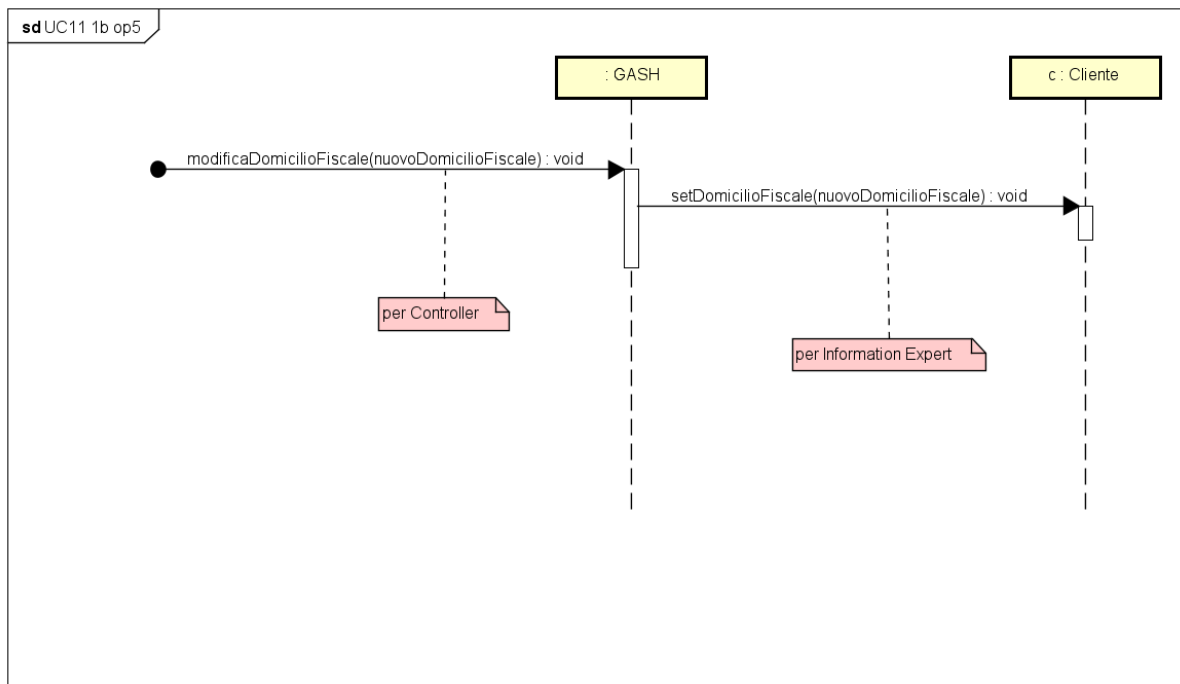 sd UC11 1b op5
: GASH
c : Cliente
modificaDomicilioFiscale(nuovoDomicilioFiscale) : void
setDomicilioFiscale(nuovoDomicilioFiscale) : void
per Controller
per Information Expert